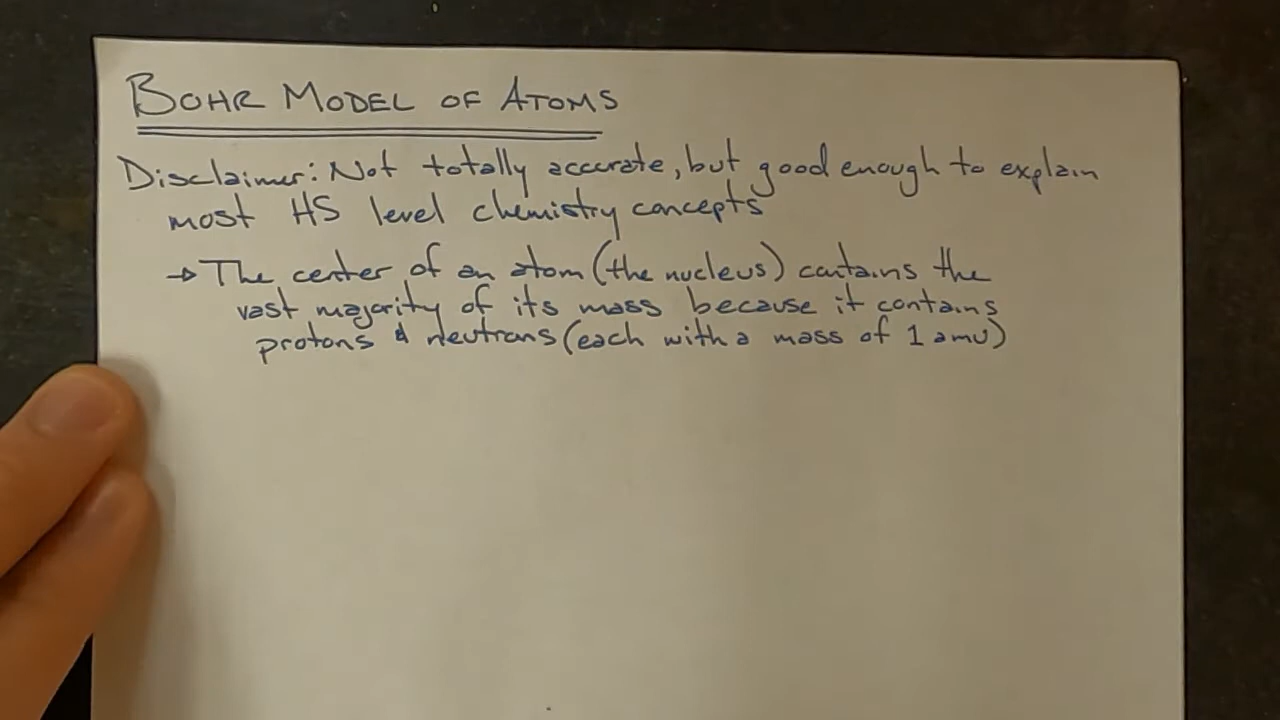 BOHR MODEL OF ATOMS
Disclaimer: Not totally accurate, but good enough to explain
most HS level chemistry concepts
→ The center of an atom (the nucleus) contains the
vast majority of its mass because it contains
protons & neutrons (each with a mass of 1 amu)